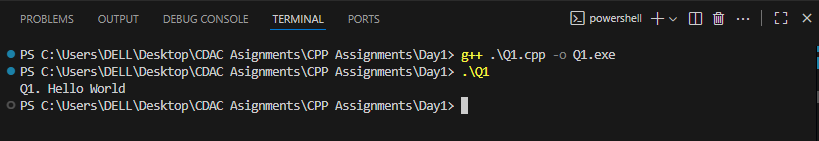 PROBLEMS OUTPUT DEBUG CONSOLE TERMINAL PORTS powershell
PS C:\Users\DELL\Desktop\CDAC Asignments\CPP Assignments\Day1> g++ .\Q1.cpp -o Q1.exe
PS C:\Users\DELL\Desktop\CDAC Asignments\CPP Assignments\Day1> .\Q1
Q1. Hello World
PS C:\Users\DELL\Desktop\CDAC Asignments\CPP Assignments\Day1>